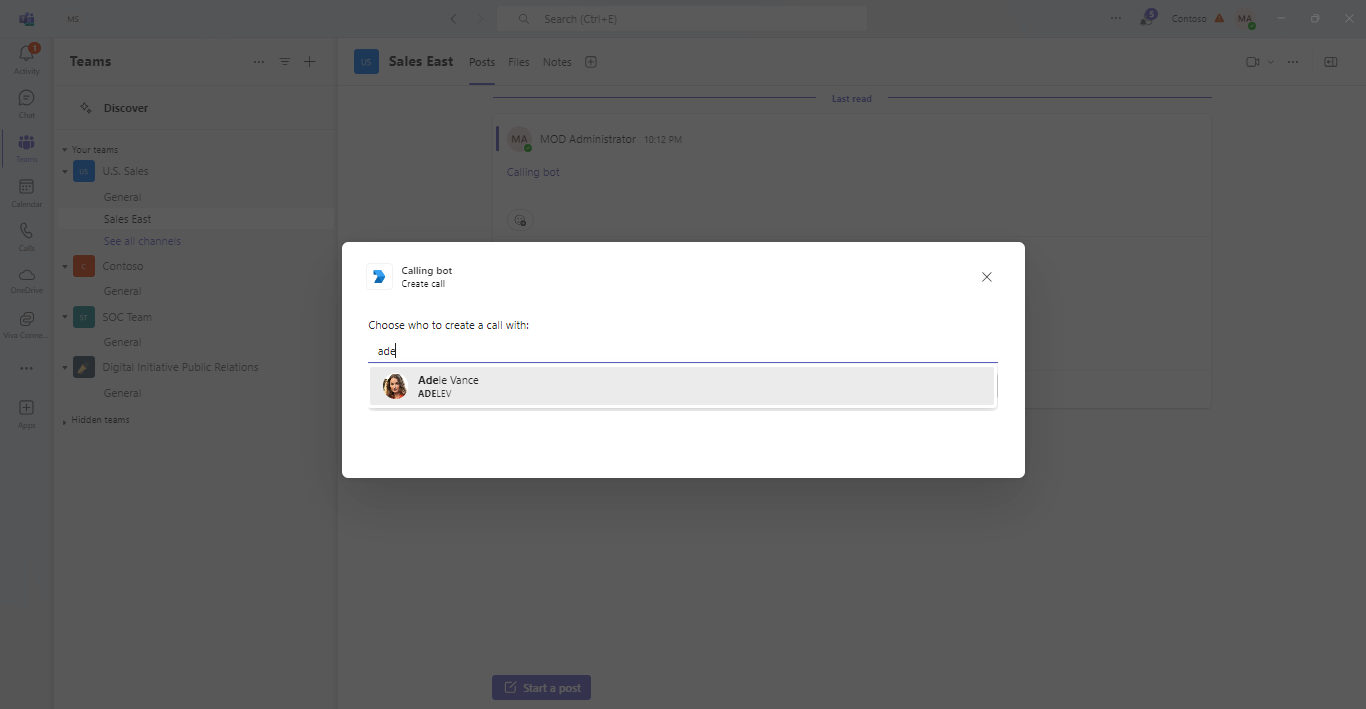 MS
Search (Ctrl+E)
5
Contoso
MA
1
Activity
Chat
Teams
Calendar
Calls
OneDrive
Viva Conne...
Apps
Teams
Discover
Your teams
US U.S. Sales
General
Sales East
See all channels
C Contoso
General
ST SOC Team
General
Digital Initiative Public Relations
General
Hidden teams
US Sales East Posts Files Notes
Last read
MA MOD Administrator 10:12 PM
Calling bot
Calling bot
Create call
Choose who to create a call with:
ade
Adele Vance
ADELEV
Start a post